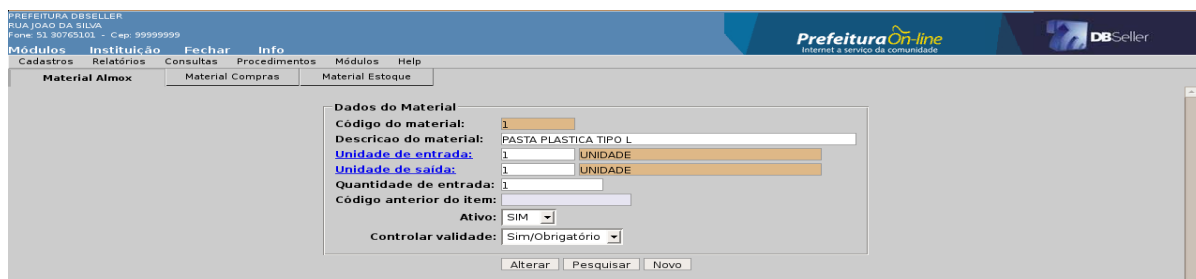 PREFEITURA DBSELLER
RUA JOAO DA SILVA
Fone: 51 30765101 - Cep: 99999999
PrefeituraOn-line
Internet a serviço da comunidade
DBSeller
Módulos Instituição Fechar Info
Cadastros Relatórios Consultas Procedimentos Módulos Help
Material Almox Material Compras Material Estoque
Dados do Material
Código do material: 1
Descricao do material: PASTA PLASTICA TIPO L
Unidade de entrada: 1 UNIDADE
Unidade de saída: 1 UNIDADE
Quantidade de entrada: 1
Código anterior do item:
Ativo: SIM
Controlar validade: Sim/Obrigatório
Alterar Pesquisar Novo